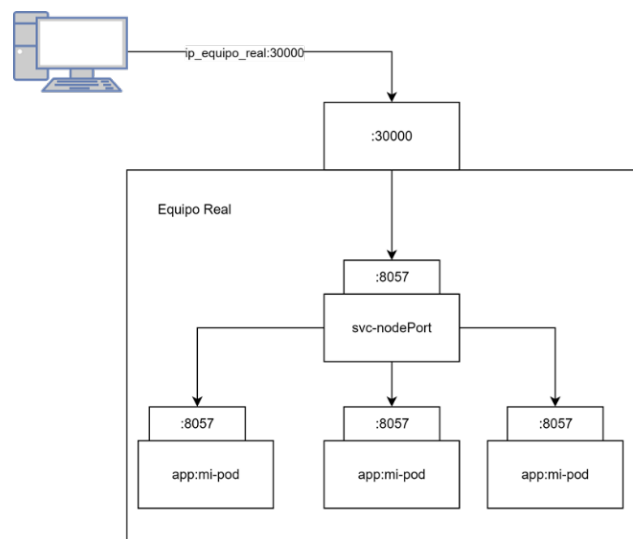 ip_equipo_real:30000
:30000
Equipo Real
:8057
svc-nodePort
:8057
:8057
:8057
app:mi-pod
app:mi-pod
app:mi-pod